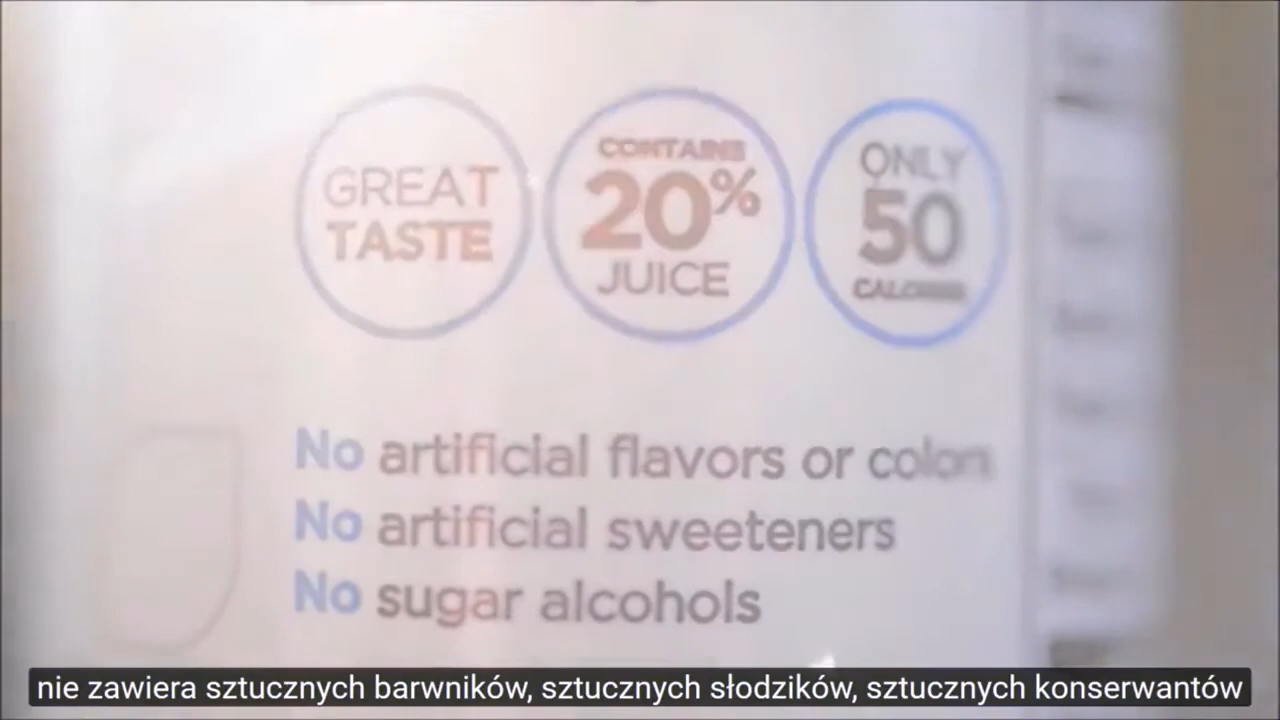 GREAT
TASTE
CONTAINS
20%
JUICE
ONLY
50
CALORIES
No artificial flavors or colors
No artificial sweeteners
No sugar alcohols
nie zawiera sztucznych barwników, sztucznych słodzików, sztucznych konserwantów